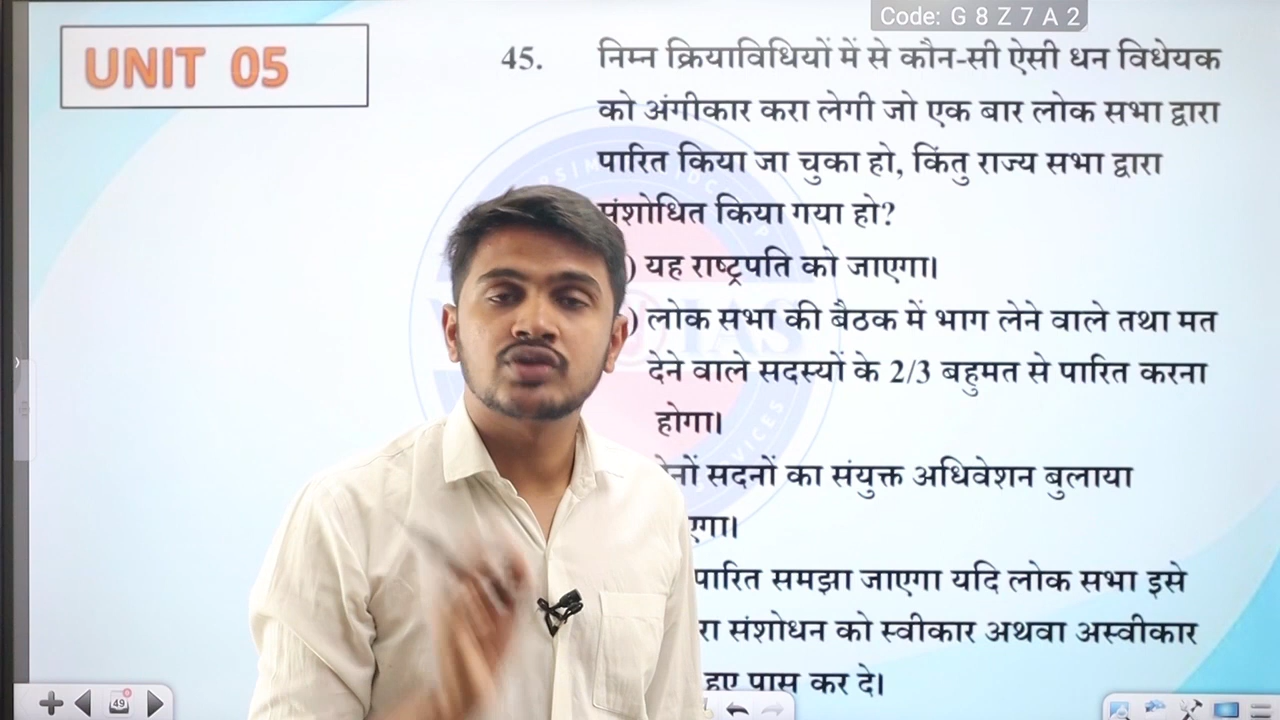 Code: G 8 Z 7 A 2
UNIT 05
45. निम्न क्रियाविधियों में से कौन-सी ऐसी धन विधेयक
को अंगीकार करा लेगी जो एक बार लोक सभा द्वारा
पारित किया जा चुका हो, किंतु राज्य सभा द्वारा
संशोधित किया गया हो?
) यह राष्ट्रपति को जाएगा।
) लोक सभा की बैठक में भाग लेने वाले तथा मत
देने वाले सदस्यों के 2/3 बहुमत से पारित करना
होगा।
सदनों का संयुक्त अधिवेशन बुलाया
पारित समझा जाएगा यदि लोक सभा इसे
संशोधन को स्वीकार अथवा अस्वीकार
हुए पास कर दे।
IAS
49